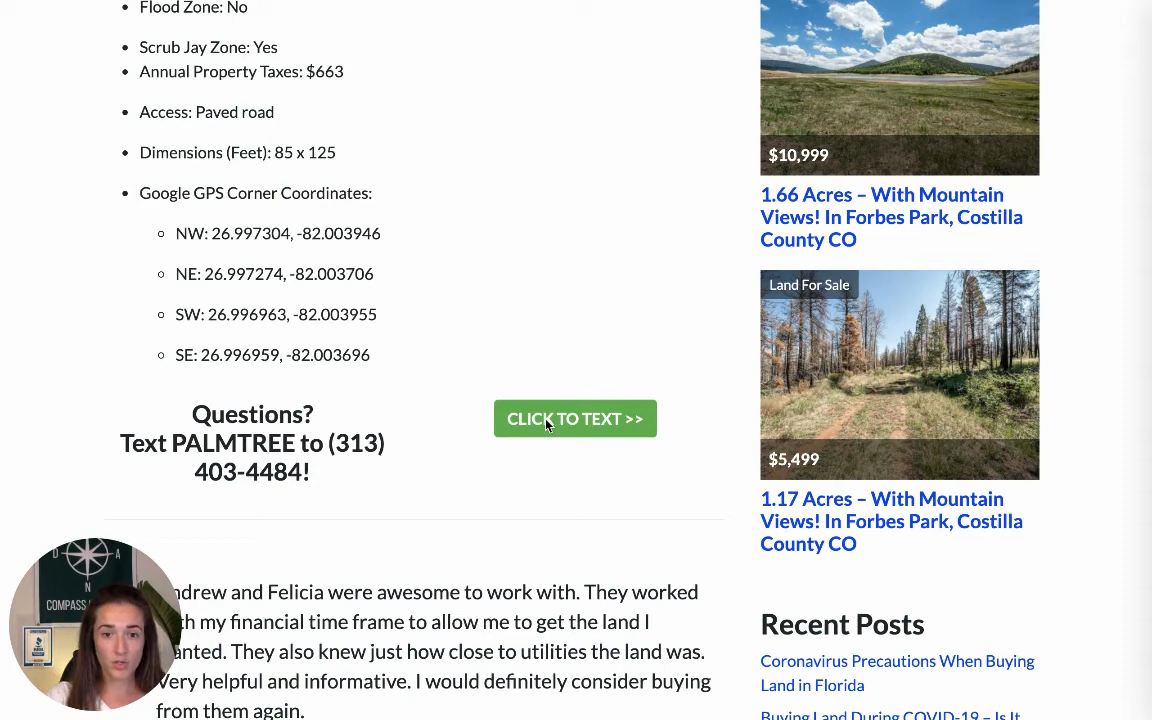 Flood Zone: No
Scrub Jay Zone: Yes
Annual Property Taxes: $663
Access: Paved road
Dimensions (Feet): 85 x 125
Google GPS Corner Coordinates:
NW: 26.997304, -82.003946
NE: 26.997274, -82.003706
SW: 26.996963, -82.003955
SE: 26.996959, -82.003696
Questions?
Text PALMTREE to (313)
403-4484!
CLICK TO TEXT >>
ndrew and Felicia were awesome to work with. They worked
h my financial time frame to allow me to get the land I
anted. They also knew just how close to utilities the land was.
Very helpful and informative. I would definitely consider buying
from them again.
D A
N
COMPASS
$10,999
1.66 Acres – With Mountain
Views! In Forbes Park, Costilla
County CO
Land For Sale
$5,499
1.17 Acres – With Mountain
Views! In Forbes Park, Costilla
County CO
Recent Posts
Coronavirus Precautions When Buying
Land in Florida
Buying Land During COVID-19 – Is It